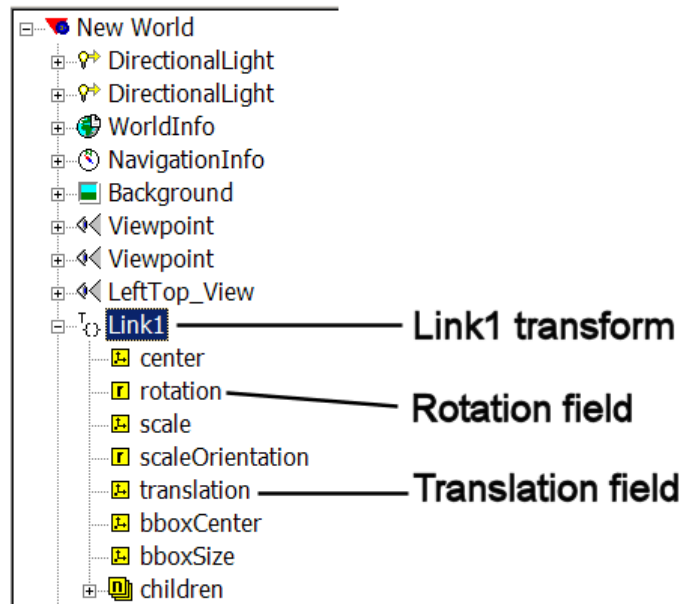 New World
DirectionalLight
DirectionalLight
WorldInfo
NavigationInfo
Background
Viewpoint
Viewpoint
LeftTop_View
Link1 Link1 transform
center
rotation Rotation field
scale
scaleOrientation
translation Translation field
bboxCenter
bboxSize
children